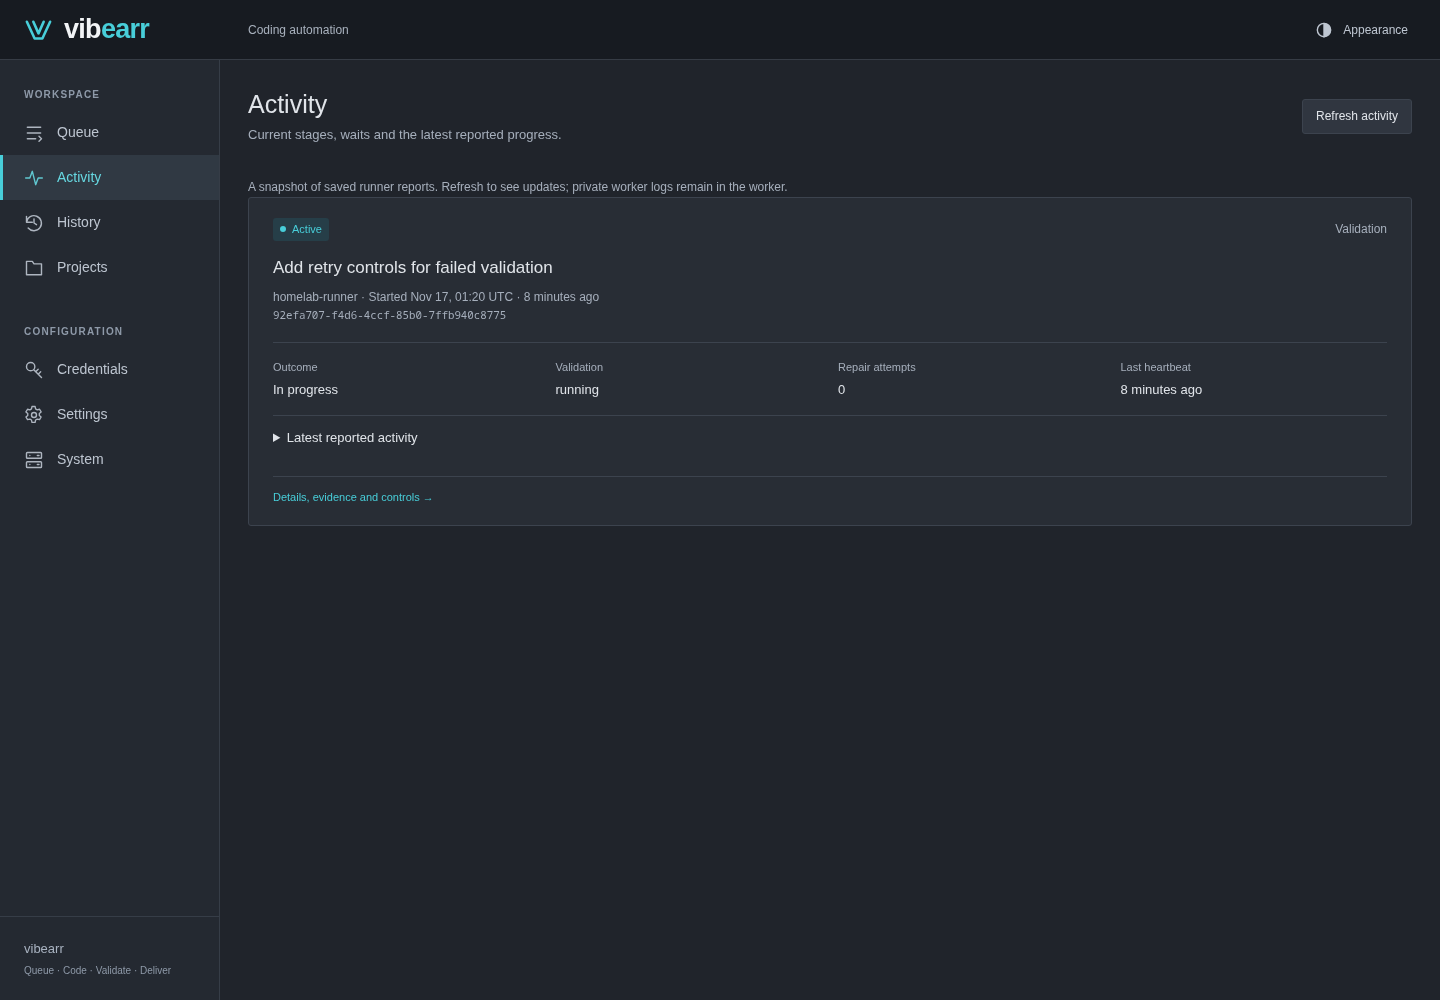 vibearr
Coding automation
Appearance
WORKSPACE
Queue
Activity
History
Projects
CONFIGURATION
Credentials
Settings
System
vibearr
Queue · Code · Validate · Deliver
Activity
Current stages, waits and the latest reported progress.
Refresh activity
A snapshot of saved runner reports. Refresh to see updates; private worker logs remain in the worker.
Active
Validation
Add retry controls for failed validation
homelab-runner · Started Nov 17, 01:20 UTC · 8 minutes ago
92efa707-f4d6-4ccf-85b0-7ffb940c8775
Outcome
In progress
Validation
running
Repair attempts
0
Last heartbeat
8 minutes ago
Latest reported activity
Details, evidence and controls →